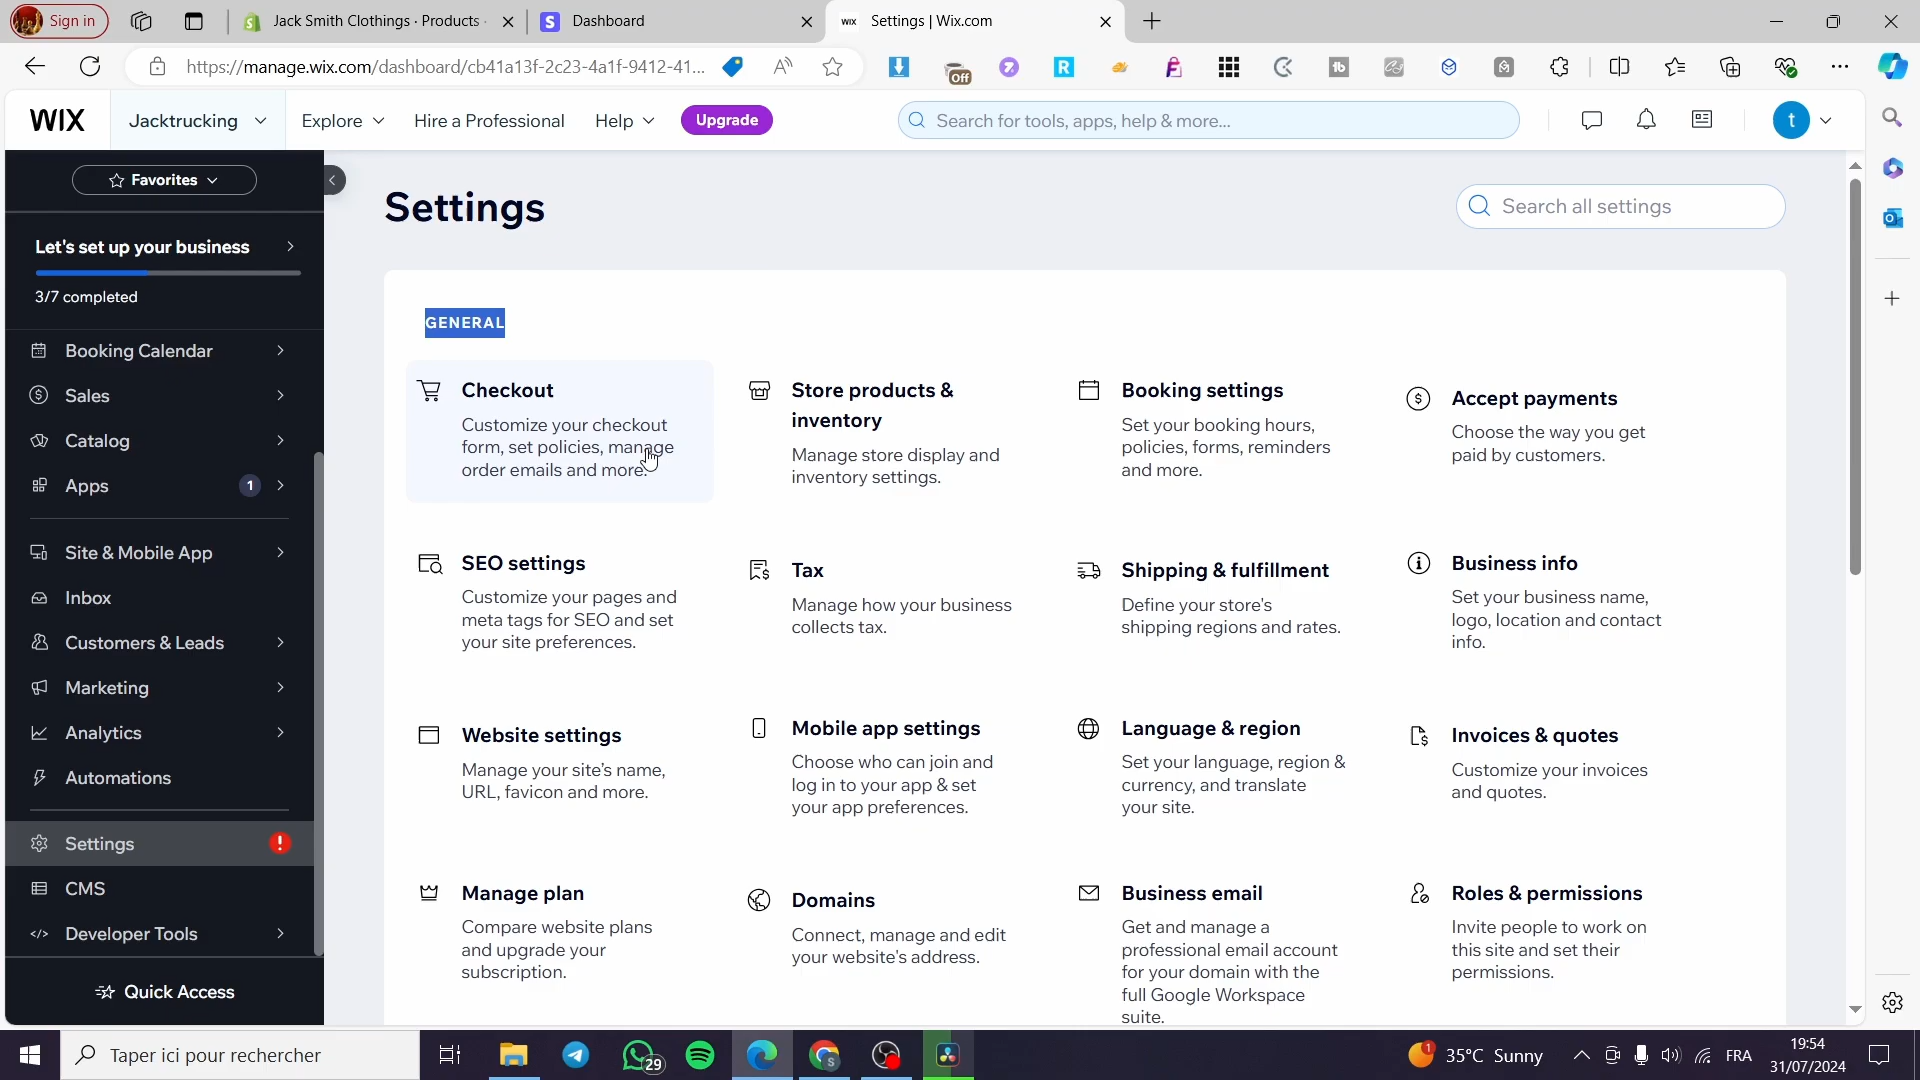 Sign in
Jack Smith Clothings · Products
Dashboard
WIX Settings | Wix.com
https://manage.wix.com/dashboard/cb41a13f-2c23-4a1f-9412-41...
Off
WIX
Jacktrucking
Explore
Hire a Professional
Help
Upgrade
Search for tools, apps, help & more...
t
Favorites
Let's set up your business
3/7 completed
Booking Calendar
Sales
Catalog
Apps 1
Site & Mobile App
Inbox
Customers & Leads
Marketing
Analytics
Automations
Settings
CMS
Developer Tools
Quick Access
Settings
Search all settings
GENERAL
Checkout
Customize your checkout
form, set policies, manage
order emails and more.
Store products &
inventory
Manage store display and
inventory settings.
Booking settings
Set your booking hours,
policies, forms, reminders
and more.
Accept payments
Choose the way you get
paid by customers.
SEO settings
Customize your pages and
meta tags for SEO and set
your site preferences.
Tax
Manage how your business
collects tax.
Shipping & fulfillment
Define your store's
shipping regions and rates.
Business info
Set your business name,
logo, location and contact
info.
Website settings
Manage your site's name,
URL, favicon and more.
Mobile app settings
Choose who can join and
log in to your app & set
your app preferences.
Language & region
Set your language, region &
currency, and translate
your site.
Invoices & quotes
Customize your invoices
and quotes.
Manage plan
Compare website plans
and upgrade your
subscription.
Domains
Connect, manage and edit
your website's address.
Business email
Get and manage a
professional email account
for your domain with the
full Google Workspace
suite.
Roles & permissions
Invite people to work on
this site and set their
permissions.
Taper ici pour rechercher
29
1
35°C Sunny
FRA
19:54
31/07/2024